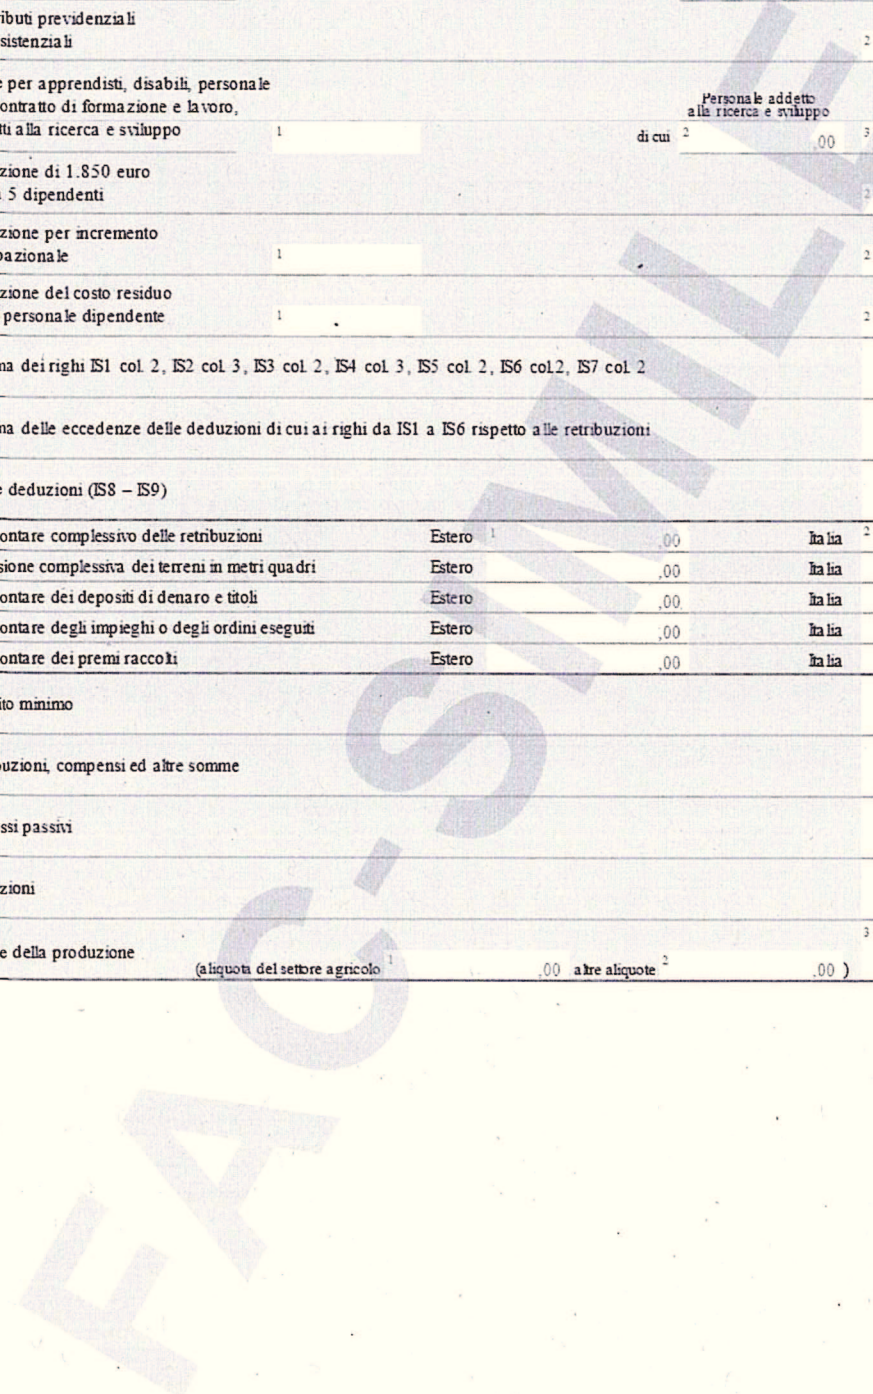 ributi previdenziali
sistenziali
2
e per apprendisti, disabili, personale
ontratto di formazione e lavoro,
tti alla ricerca e sviluppo
1
di cui
Personale addetto
alla ricerca e sviluppo
2
,00
3
zione di 1.850 euro
5 dipendenti
2
zione per incremento
pazionale
1
2
zione del costo residuo
personale dipendente
1
2
ma dei righi IS1 col. 2, IS2 col. 3, IS3 col. 2, IS4 col. 3, IS5 col. 2, IS6 col.2, IS7 col. 2
ma delle eccedenze delle deduzioni di cui ai righi da IS1 a IS6 rispetto alle retribuzioni
e deduzioni (IS8 – IS9)
ontare complessivo delle retribuzioni Estero 1 ,00 Italia 2
sione complessiva dei terreni in metri quadri Estero ,00 Italia
ontare dei depositi di denaro e titoli Estero ,00 Italia
ontare degli impieghi o degli ordini eseguiti Estero ,00 Italia
ontare dei premi raccolti Estero ,00 Italia
ito minimo
buzioni, compensi ed altre somme
ssi passivi
zioni
e della produzione
3
(aliquota del settore agricolo 1 ,00 altre aliquote 2 ,00 )
FAC-SIMILE